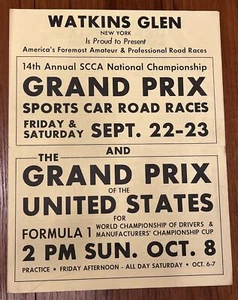 WATKINS GLEN
NEW YORK
Is Proud to Present
America's Foremost Amateur & Professional Road Races
14th Annual SCCA National Championship
GRAND PRIX
SPORTS CAR ROAD RACES
FRIDAY &
SATURDAY SEPT. 22-23
AND
THE GRAND PRIX
OF THE
UNITED STATES
FOR
FORMULA 1 WORLD CHAMPIONSHIP OF DRIVERS &
MANUFACTURERS' CHAMPIONSHIP CUP
2 PM SUN. OCT. 8
PRACTICE • FRIDAY AFTERNOON - ALL DAY SATURDAY • OCT. 6-7